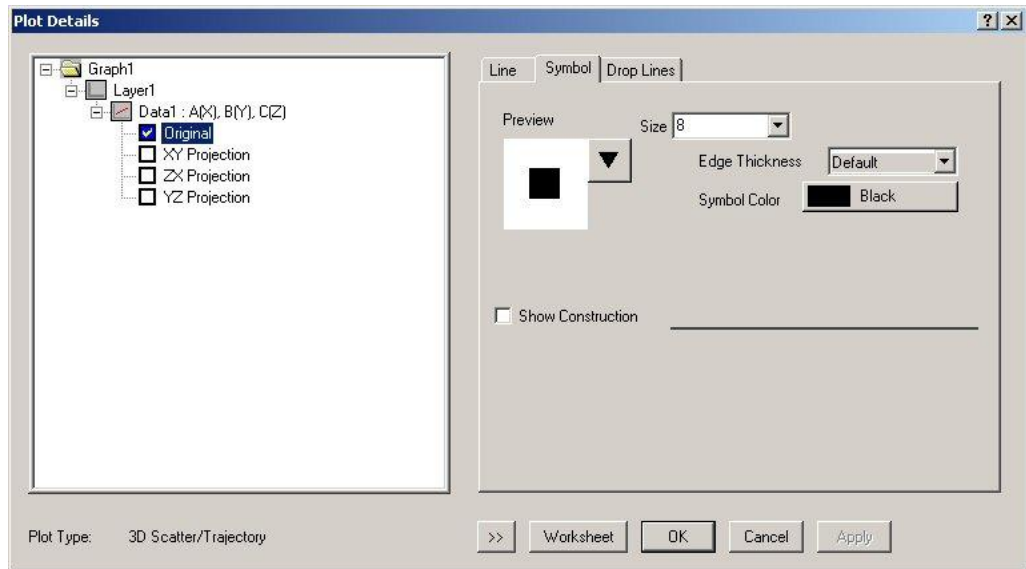 Plot Details
Graph1
Layer1
Data1 : A(X), B(Y), C(Z)
Original
XY Projection
ZX Projection
YZ Projection
Line Symbol Drop Lines
Preview
Size 8
Edge Thickness Default
Symbol Color Black
Show Construction
Plot Type: 3D Scatter/Trajectory
>> Worksheet OK Cancel Apply